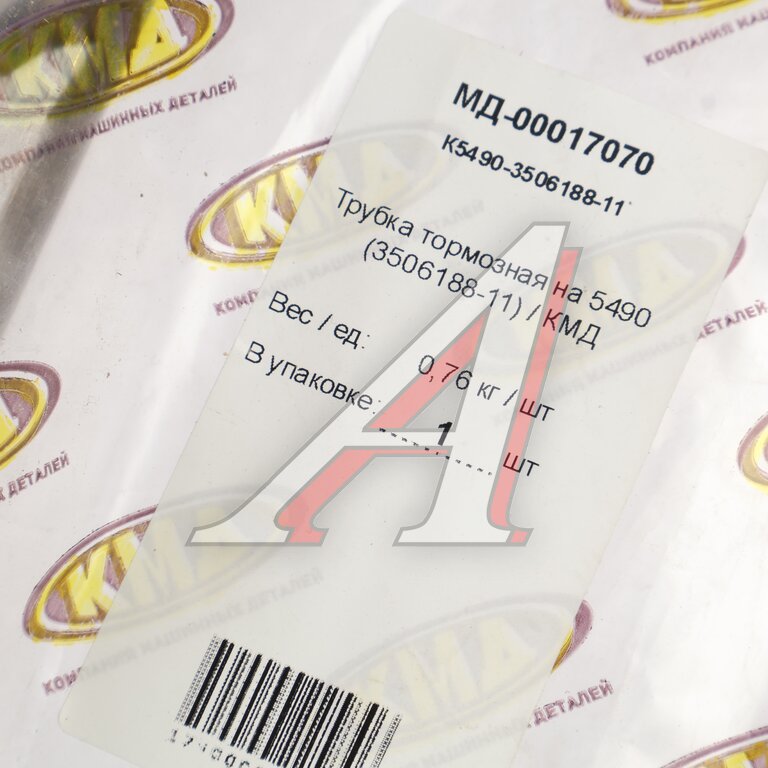 КМД
КОМПАНИЯ МАШИННЫХ ДЕТАЛЕЙ
МД-00017070
К5490-3506188-11
Трубка тормозная на 5490
(3506188-11) / КМД
Вес / ед: 0,76 кг / шт
В упаковке: 1 шт